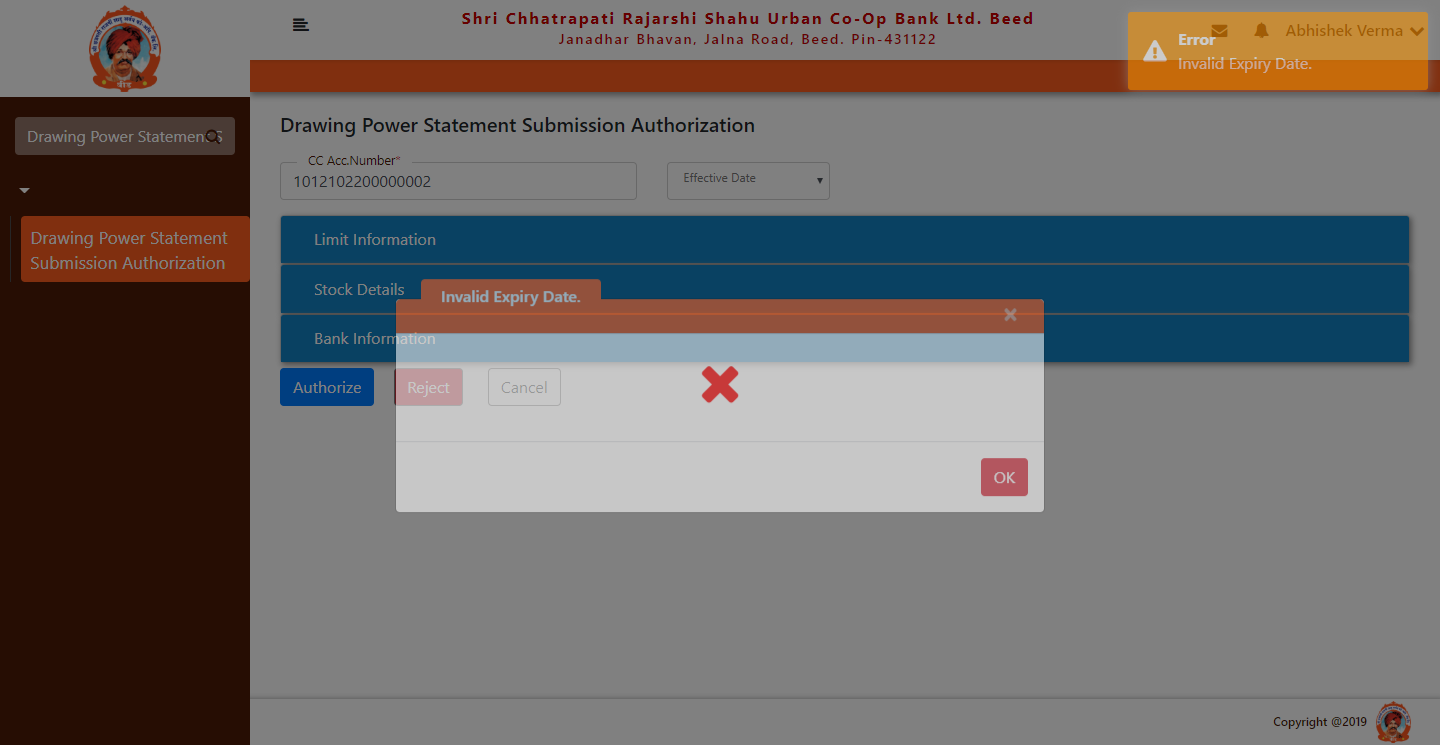 Shri Chhatrapati Rajarshi Shahu Urban Co-Op Bank Ltd. Beed
Janadhar Bhavan, Jalna Road, Beed. Pin-431122
Abhishek Verma
Error
Invalid Expiry Date.
Drawing Power Statement S
Drawing Power Statement
Submission Authorization
Drawing Power Statement Submission Authorization
CC Acc.Number*
1012102200000002
Effective Date
Limit Information
Stock Details
Bank Information
Invalid Expiry Date.
×
Authorize
Reject
Cancel
OK
Copyright @2019